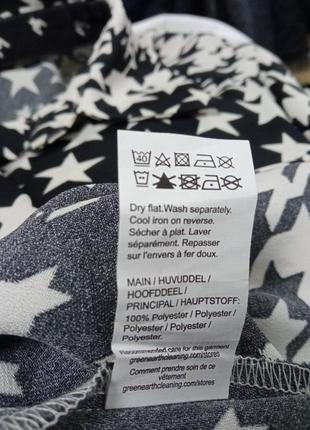 40
Dry flat.Wash separately.
Cool iron on reverse.
Sécher à plat. Laver
séparément. Repasser
sur l'envers à fer doux.
MAIN / HUVUDDEL /
HOOFDDEEL /
PRINCIPAL / HAUPTSTOFF:
100% Polyester / Polyester /
Polyester / Polyester /
Polyester
Recommended care for this garment
greenearthcleaning.com/stores
Comment prendre soin de ce
vêtement
greenearthcleaning.com/stores